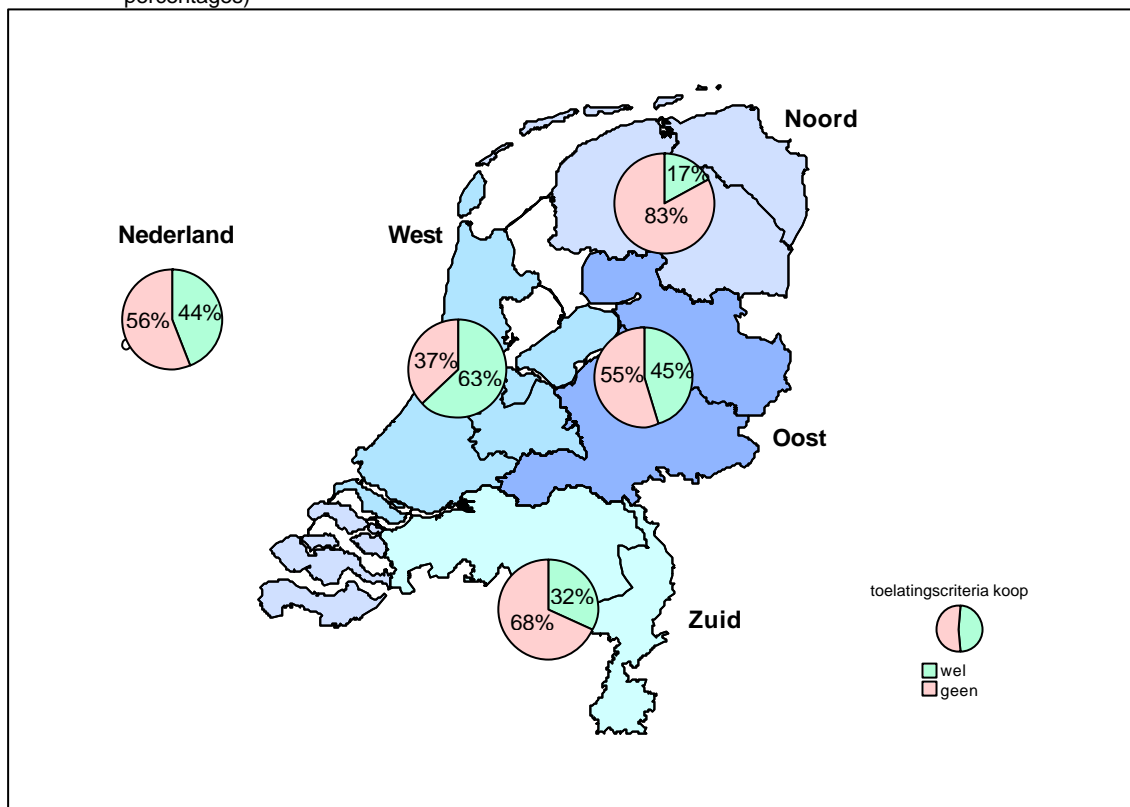 percentages)
Noord
17%
83%
Nederland
West
56%
44%
37%
63%
55%
45%
Oost
32%
68%
Zuid
toelatingscriteria koop
wel
geen